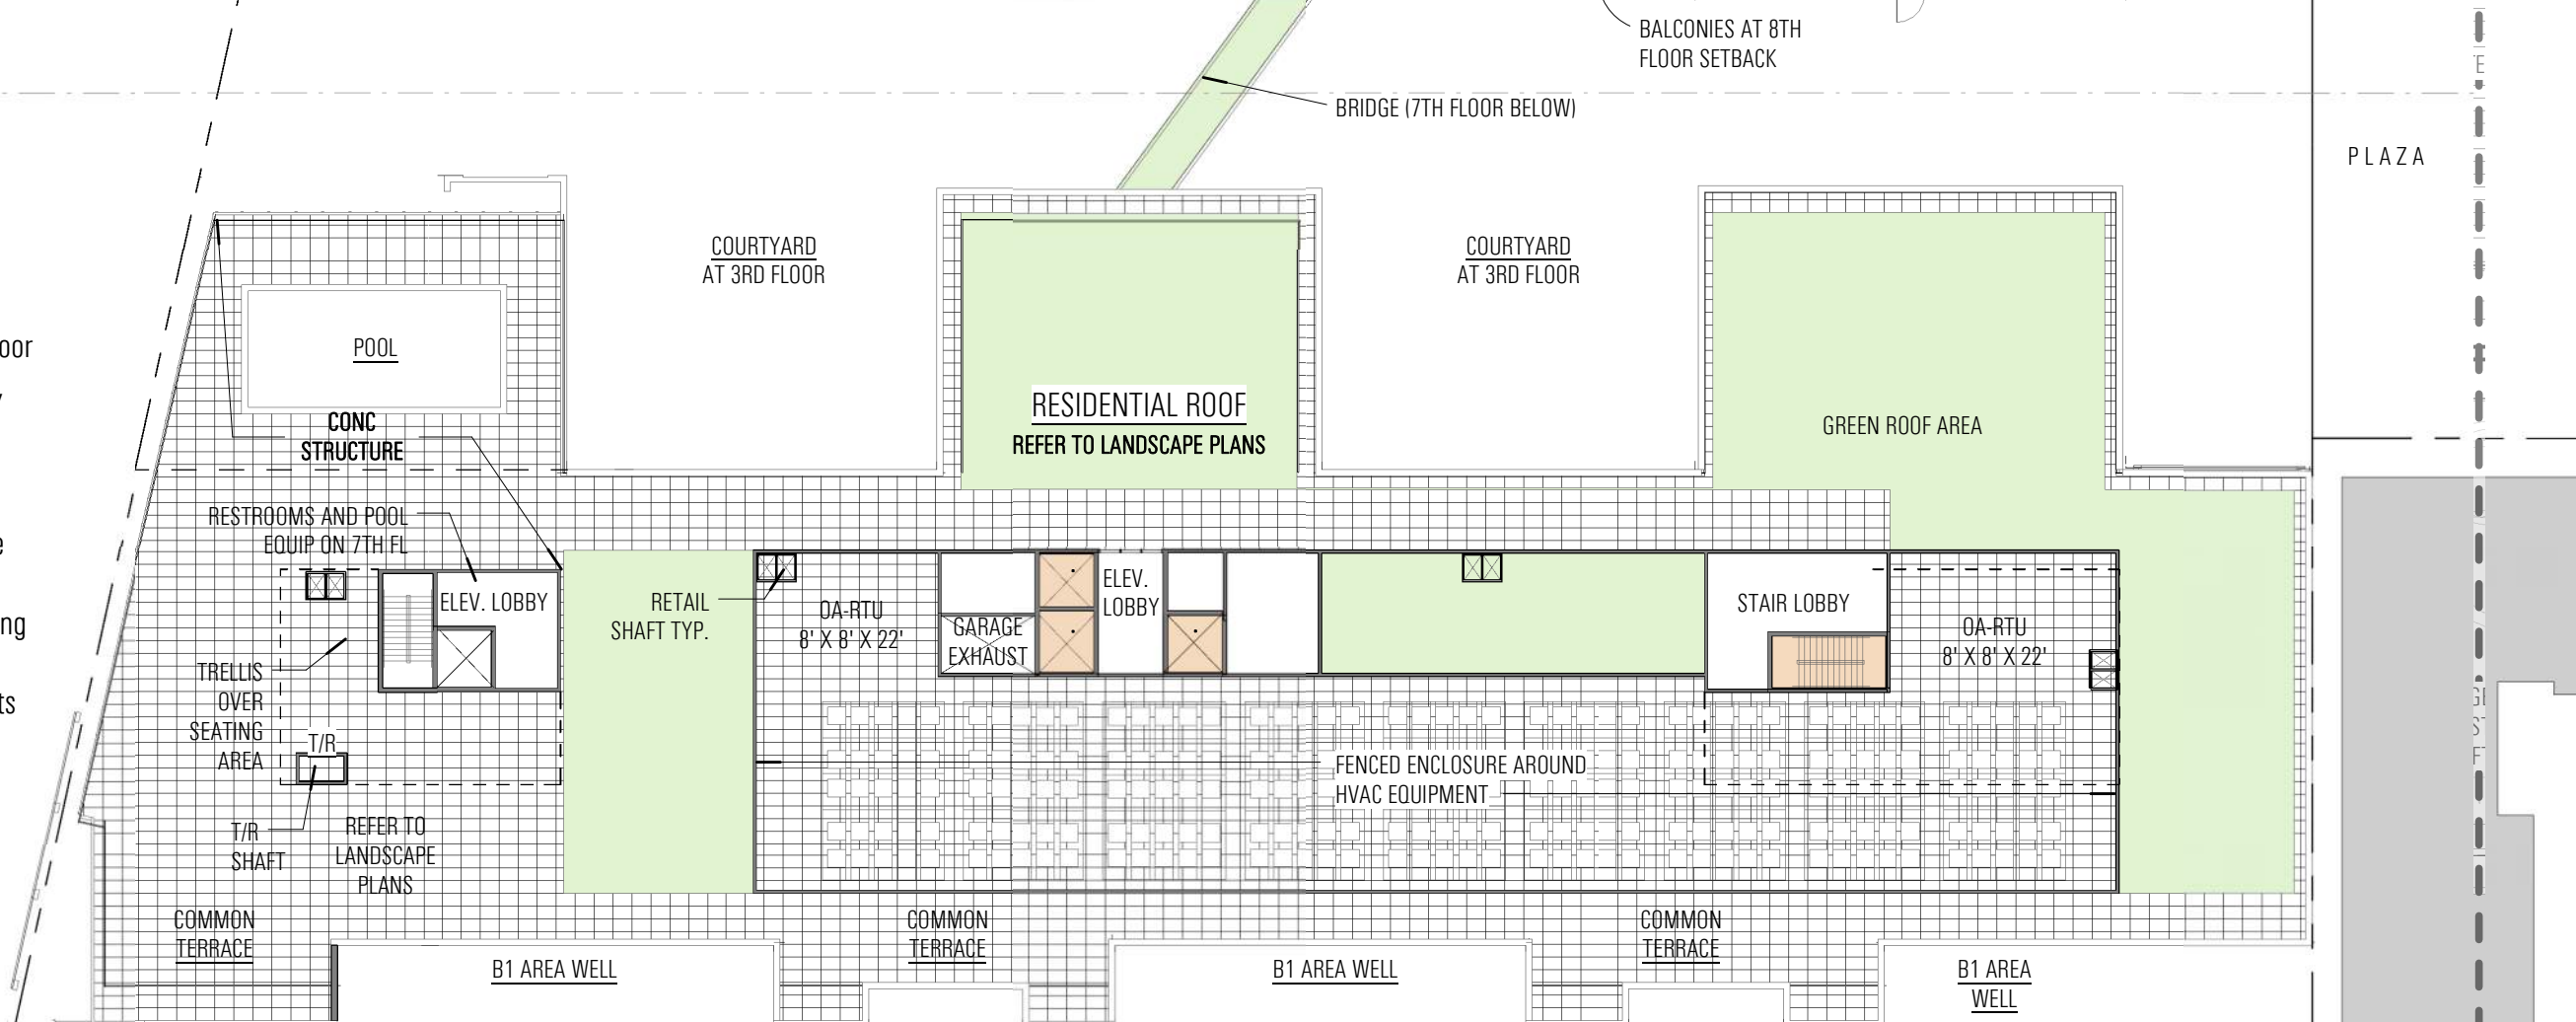 BALCONIES AT 8TH
FLOOR SETBACK
BRIDGE (7TH FLOOR BELOW)
PLAZA
COURTYARD
AT 3RD FLOOR
COURTYARD
AT 3RD FLOOR
POOL
CONC
STRUCTURE
RESIDENTIAL ROOF
REFER TO LANDSCAPE PLANS
GREEN ROOF AREA
RESTROOMS AND POOL
EQUIP ON 7TH FL
ELEV. LOBBY
RETAIL
SHAFT TYP.
OA-RTU
8' X 8' X 22'
GARAGE
EXHAUST
ELEV.
LOBBY
STAIR LOBBY
OA-RTU
8' X 8' X 22'
TRELLIS
OVER
SEATING
AREA
T/R
T/R
SHAFT
REFER TO
LANDSCAPE
PLANS
FENCED ENCLOSURE AROUND
HVAC EQUIPMENT
COMMON
TERRACE
COMMON
TERRACE
COMMON
TERRACE
B1 AREA WELL
B1 AREA WELL
B1 AREA
WELL